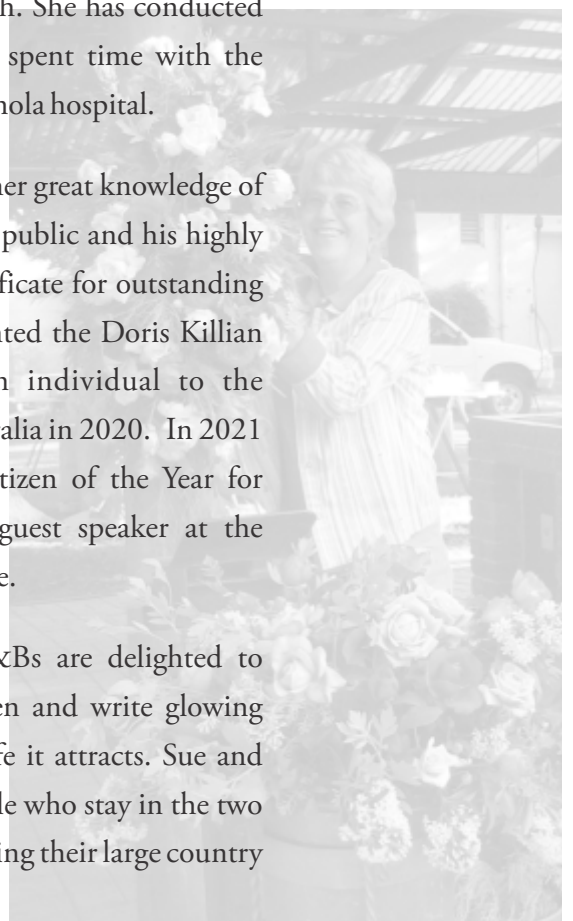 h. She has conducted
spent time with the
nola hospital.
her great knowledge of
public and his highly
ficate for outstanding
nted the Doris Killian
n individual to the
alia in 2020. In 2021
tizen of the Year for
guest speaker at the
e.
&Bs are delighted to
en and write glowing
fe it attracts. Sue and
le who stay in the two
ing their large country